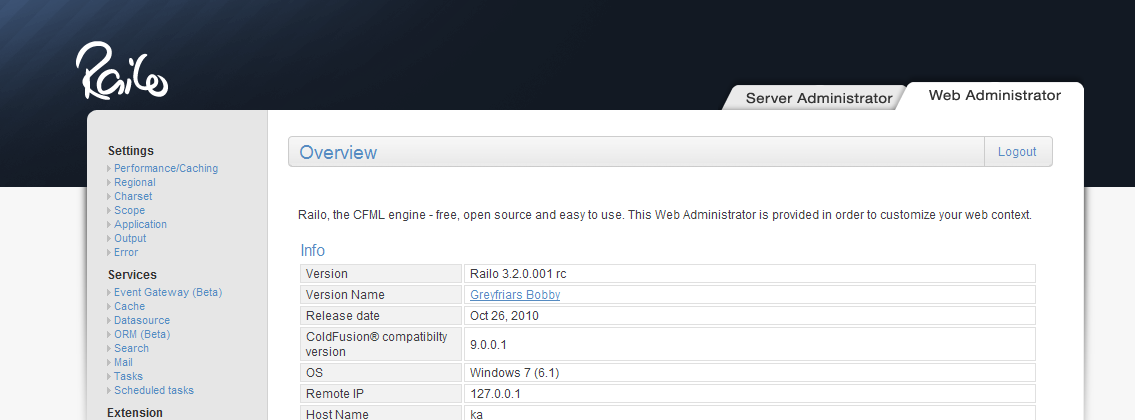 Railo
Server Administrator
Web Administrator
Settings
Performance/Caching
Regional
Charset
Scope
Application
Output
Error
Services
Event Gateway (Beta)
Cache
Datasource
ORM (Beta)
Search
Mail
Tasks
Scheduled tasks
Extension
Overview
Logout
Railo, the CFML engine - free, open source and easy to use. This Web Administrator is provided in order to customize your web context.
Info
Version Railo 3.2.0.001 rc
Version Name Greyfriars Bobby
Release date Oct 26, 2010
ColdFusion® compatibilty
version 9.0.0.1
OS Windows 7 (6.1)
Remote IP 127.0.0.1
Host Name ka